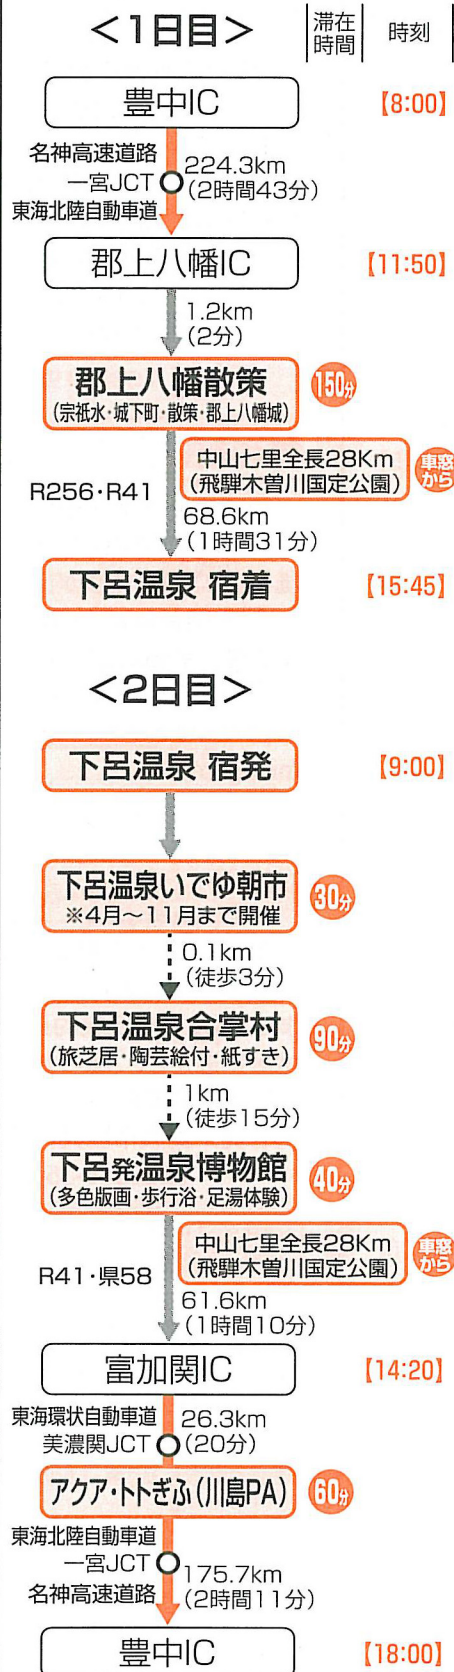 ＜1日目＞
滞在
時間
時刻
豊中IC
【8:00】
名神高速道路
一宮JCT
東海北陸自動車道
224.3km
(2時間43分)
郡上八幡IC
【11:50】
1.2km
(2分)
郡上八幡散策
(宗祇水・城下町・散策・郡上八幡城)
150分
中山七里全長28Km
(飛騨木曽川国定公園)
車窓
から
R256・R41
68.6km
(1時間31分)
下呂温泉 宿着
【15:45】
＜2日目＞
下呂温泉 宿発
【9:00】
下呂温泉いでゆ朝市
※4月～11月まで開催
30分
0.1km
(徒歩3分)
下呂温泉合掌村
(旅芝居・陶芸絵付・紙すき)
90分
1km
(徒歩15分)
下呂発温泉博物館
(多色版画・歩行浴・足湯体験)
40分
中山七里全長28Km
(飛騨木曽川国定公園)
車窓
から
R41・県58
61.6km
(1時間10分)
富加関IC
【14:20】
東海環状自動車道
美濃関JCT
26.3km
(20分)
アクア・トトぎふ(川島PA)
60分
東海北陸自動車道
一宮JCT
名神高速道路
175.7km
(2時間11分)
豊中IC
【18:00】